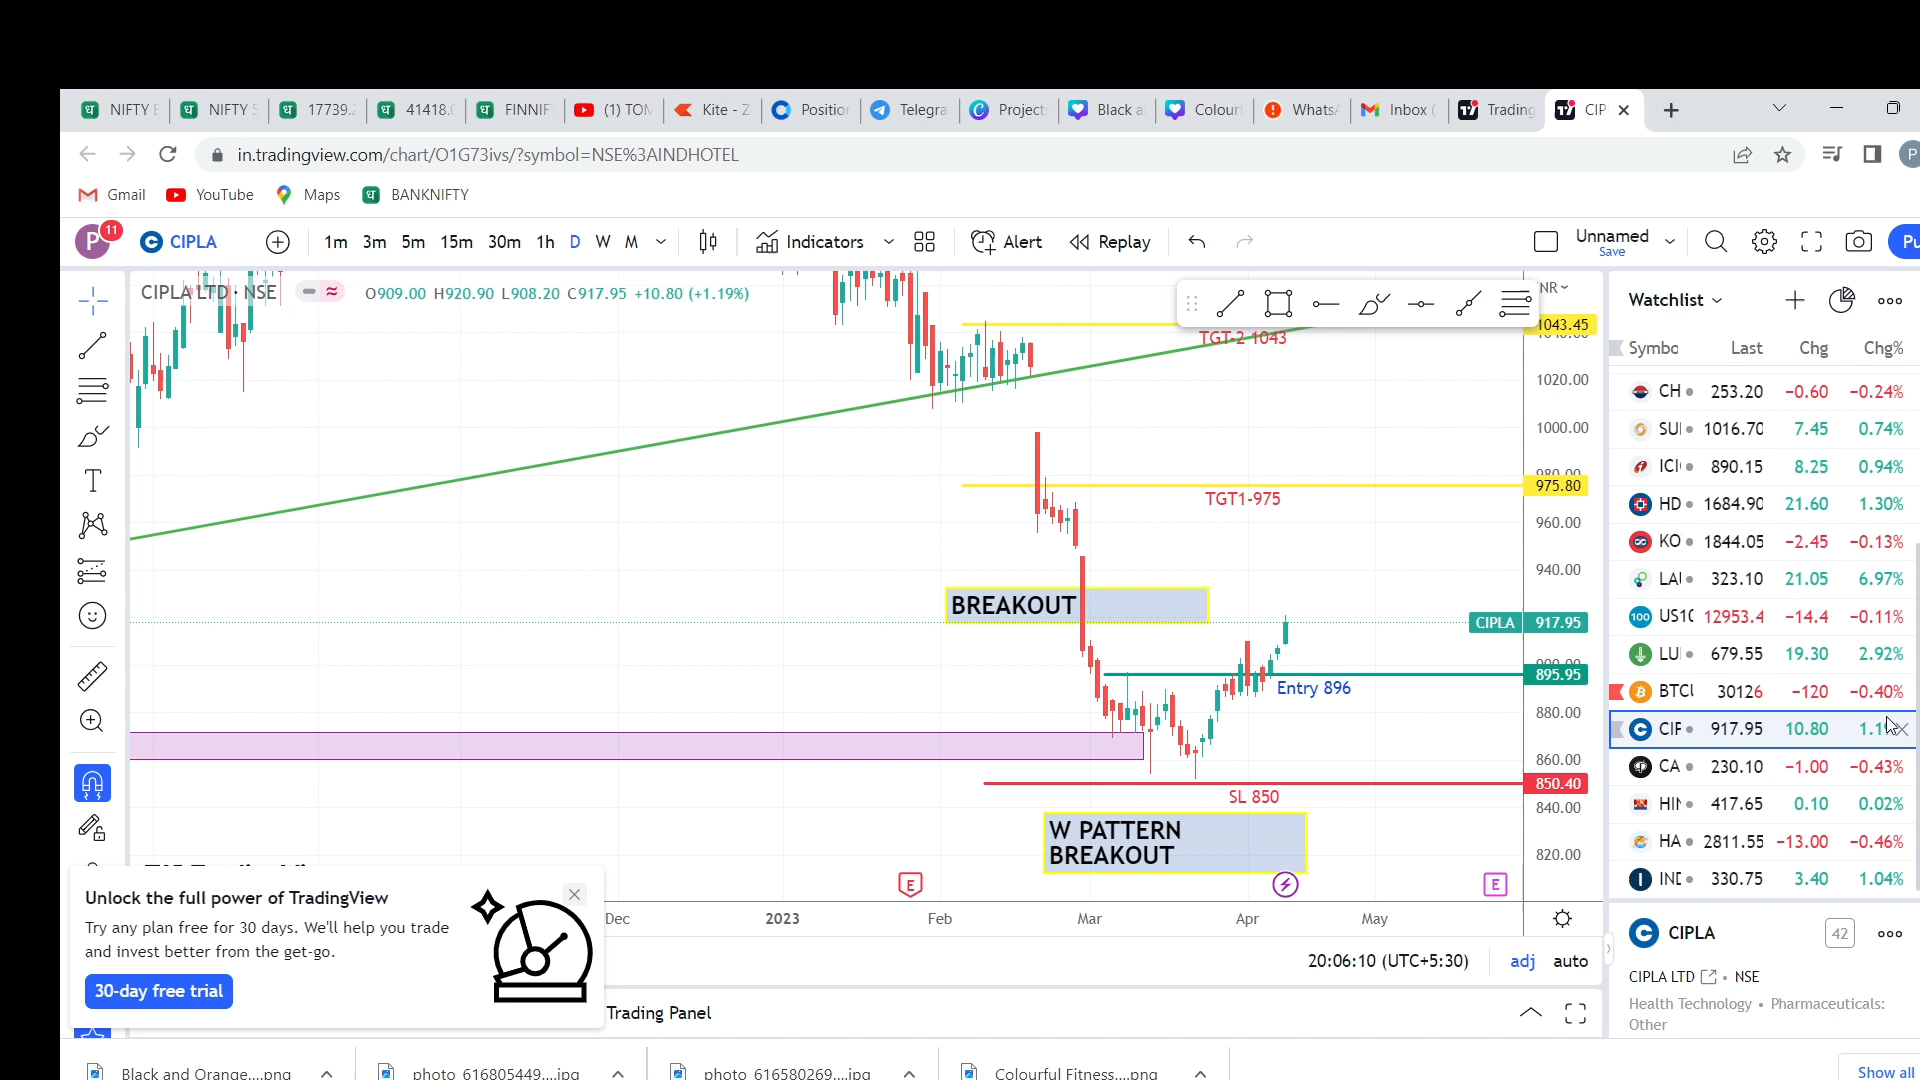 NIFTY
NIFTY
17739.
41418.
FINNIF
(1) TOM
Kite - Z
Position
Telegra
Project
Black a
Colour
WhatsA
Inbox (
Trading
CIP
in.tradingview.com/chart/O1G73ivs/?symbol=NSE%3AINDHOTEL
Gmail
YouTube
Maps
BANKNIFTY
P
11
CIPLA
1m 3m 5m 15m 30m 1h D W M
Indicators
Alert
Replay
Unnamed
Save
Pu
CIPLA LTD · NSE
O909.00 H920.90 L908.20 C917.95 +10.80 (+1.19%)
NR
1043.45
TGT-2 1043
1020.00
1000.00
975.80
TGT1-975
960.00
940.00
BREAKOUT
CIPLA 917.95
895.95
Entry 896
880.00
860.00
850.40
SL 850
840.00
W PATTERN
BREAKOUT
820.00
E
E
Dec
2023
Feb
Mar
Apr
May
20:06:10 (UTC+5:30)
adj
auto
Trading Panel
Unlock the full power of TradingView
Try any plan free for 30 days. We'll help you trade
and invest better from the get-go.
30-day free trial
Watchlist
Symbo Last Chg Chg%
CH 253.20 −0.60 −0.24%
SU 1016.70 7.45 0.74%
ICI 890.15 8.25 0.94%
HD 1684.90 21.60 1.30%
KO 1844.05 −2.45 −0.13%
LA 323.10 21.05 6.97%
100 US10 12953.4 −14.4 −0.11%
LU 679.55 19.30 2.92%
BTCU 30126 −120 −0.40%
CIP 917.95 10.80 1.1
CA 230.10 −1.00 −0.43%
HIN 417.65 0.10 0.02%
HA 2811.55 −13.00 −0.46%
IND 330.75 3.40 1.04%
CIPLA
42
CIPLA LTD • NSE
Health Technology • Pharmaceuticals:
Other
Black and Orange....png
photo_616805449....jpg
photo_616580269....jpg
Colourful Fitness....png
Show all